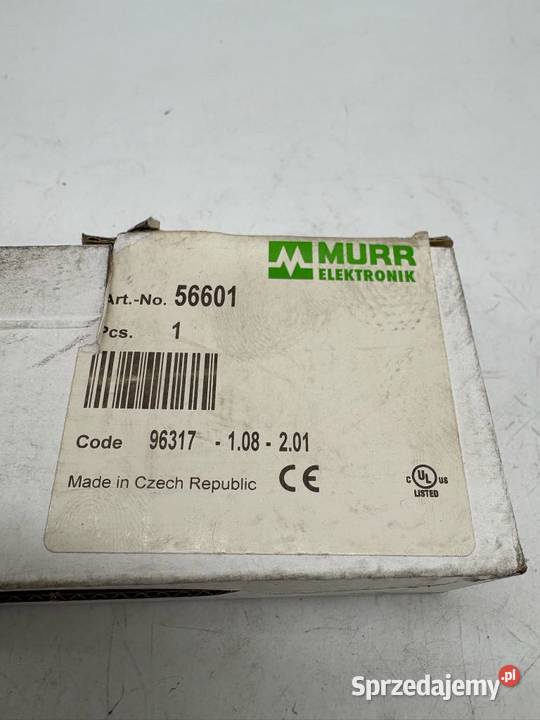 MURR
ELEKTRONIK
Art.-No. 56601
Pcs. 1
Code 96317 - 1.08 - 2.01
Made in Czech Republic CE
C UL US
LISTED
Sprzedajemy.pl